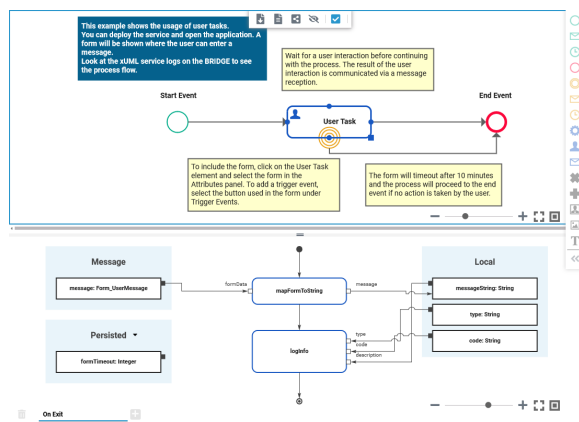 This example shows the usage of user tasks.
You can deploy the service and open the application. A
form will be shown where the user can enter a
message.
Look at the xUML service logs on the BRIDGE to see
the process flow.
Wait for a user interaction before continuing
with the process. The result of the user
interaction is communicated via a message
reception.
Start Event
User Task
End Event
To include the form, click on the User Task
element and select the form in the
Attributes panel. To add a trigger event,
select the button used in the form under
Trigger Events.
The form will timeout after 10 minutes
and the process will proceed to the end
event if no action is taken by the user.
Message
message: Form_UserMessage
formData
mapFormToString
message
Local
messageString: String
type: String
code: String
Persisted
formTimeout: Integer
logInfo
type
code
description
On Exit